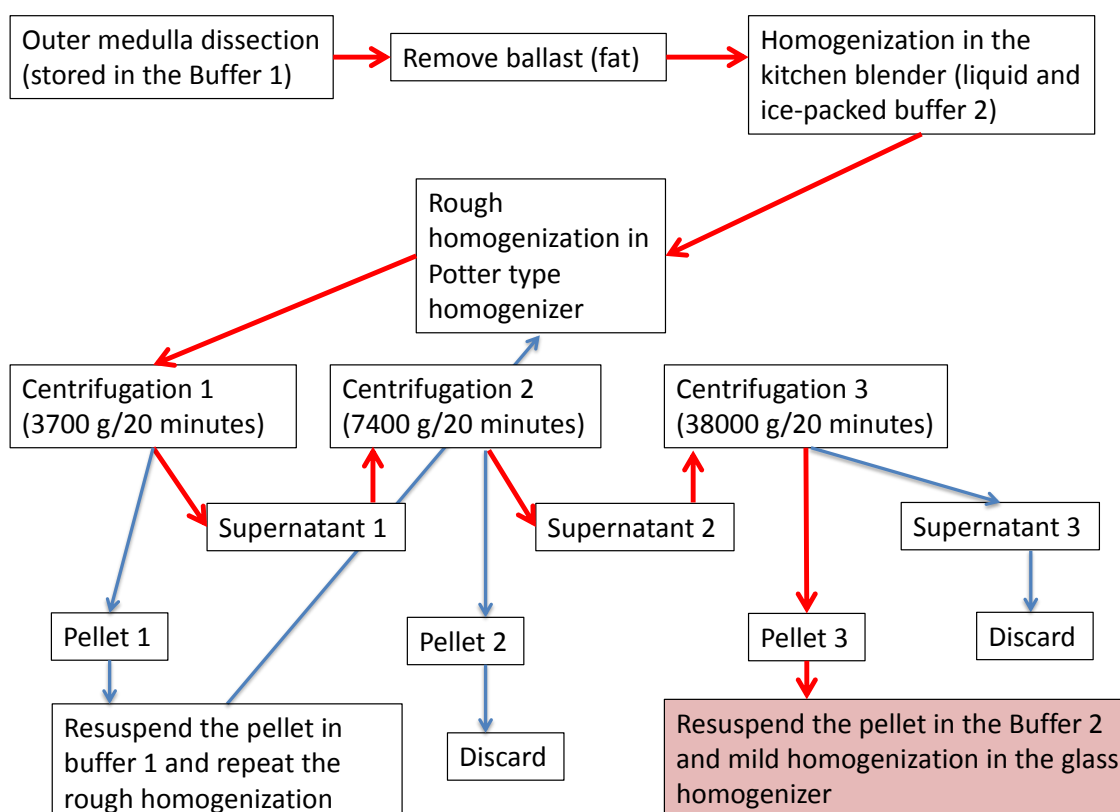 Outer medulla dissection
(stored in the Buffer 1)
Remove ballast (fat)
Homogenization in the
kitchen blender (liquid and
ice-packed buffer 2)
Rough
homogenization in
Potter type
homogenizer
Centrifugation 1
(3700 g/20 minutes)
Centrifugation 2
(7400 g/20 minutes)
Centrifugation 3
(38000 g/20 minutes)
Supernatant 1
Supernatant 2
Supernatant 3
Pellet 1
Pellet 2
Pellet 3
Discard
Resuspend the pellet in
buffer 1 and repeat the
rough homogenization
Discard
Resuspend the pellet in the Buffer 2
and mild homogenization in the glass
homogenizer